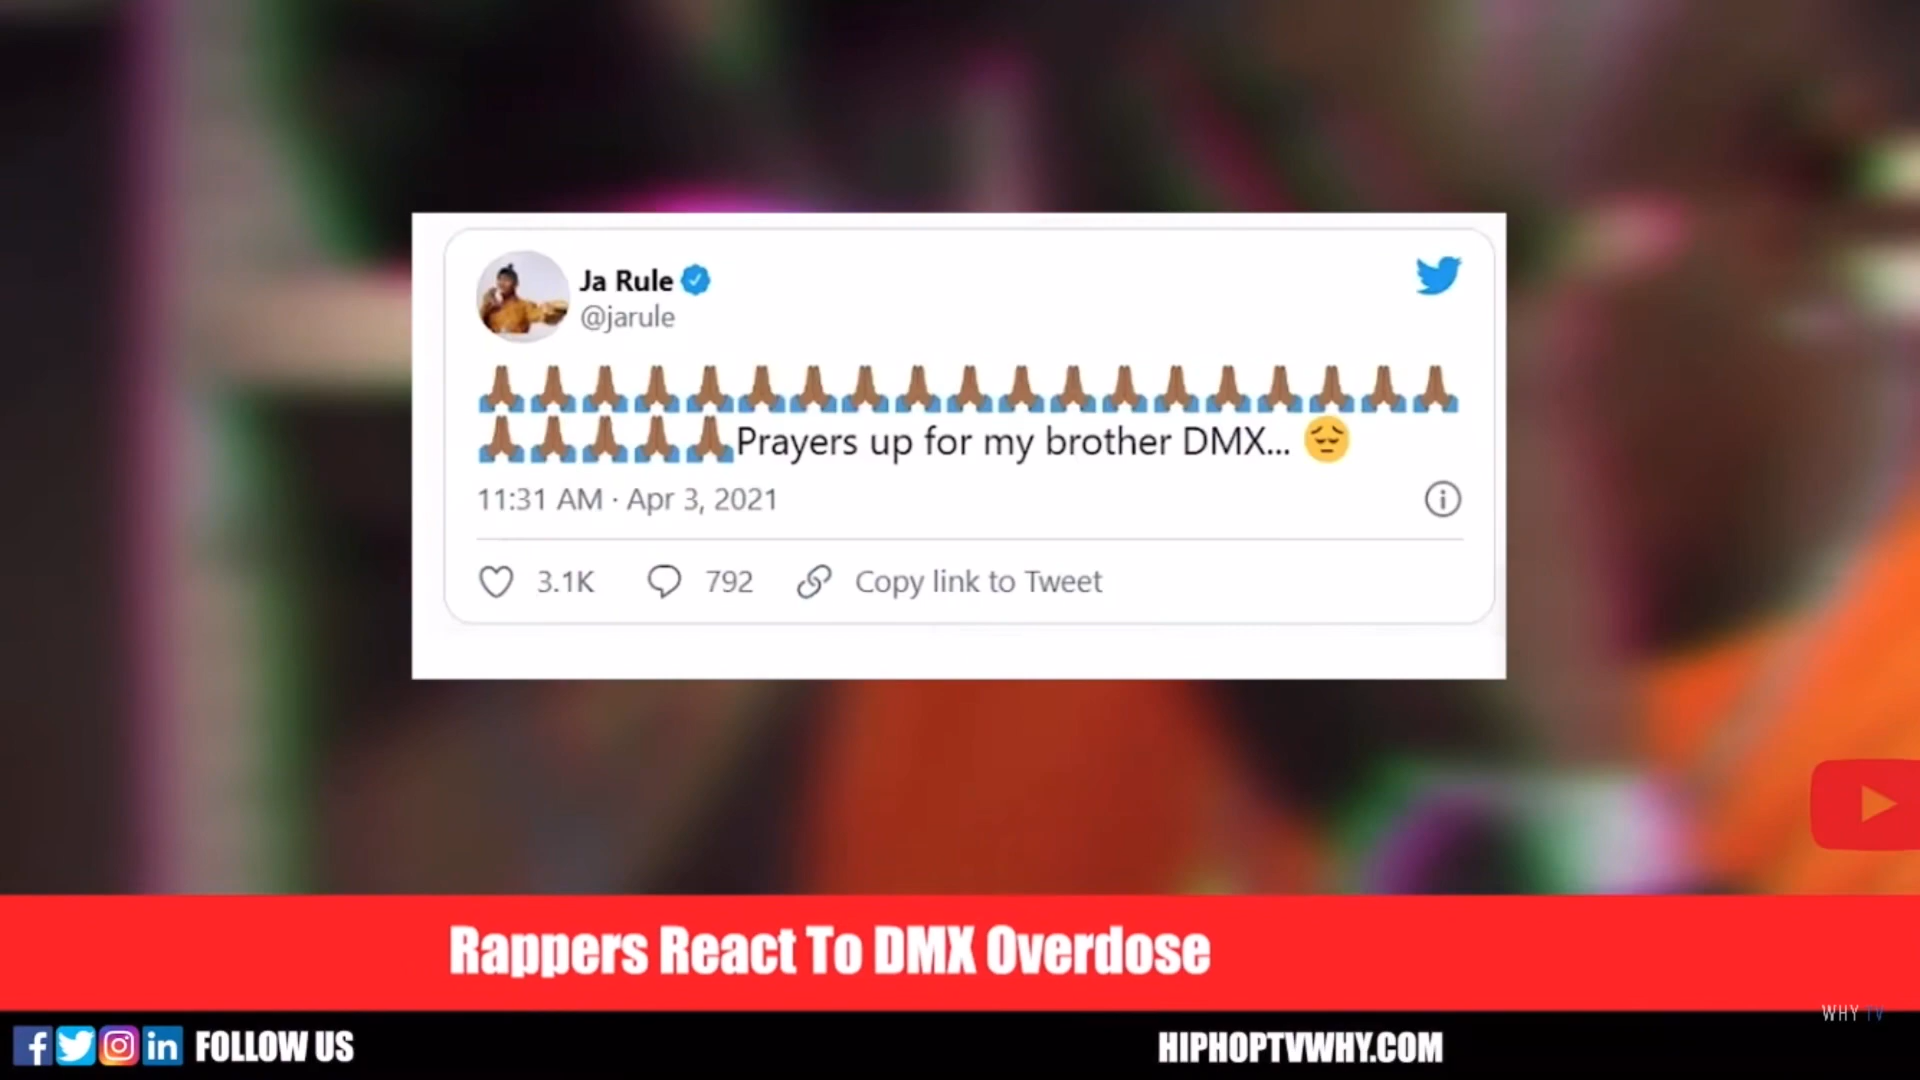 Ja Rule
@jarule
🙏🏾🙏🏾🙏🏾🙏🏾🙏🏾🙏🏾🙏🏾🙏🏾🙏🏾🙏🏾🙏🏾🙏🏾🙏🏾🙏🏾🙏🏾🙏🏾🙏🏾🙏🏾🙏🏾
🙏🏾🙏🏾🙏🏾🙏🏾🙏🏾Prayers up for my brother DMX... 😔
11:31 AM · Apr 3, 2021
3.1K 792 Copy link to Tweet
Rappers React To DMX Overdose
WHY TV
FOLLOW US
HIPHOPTVWHY.COM